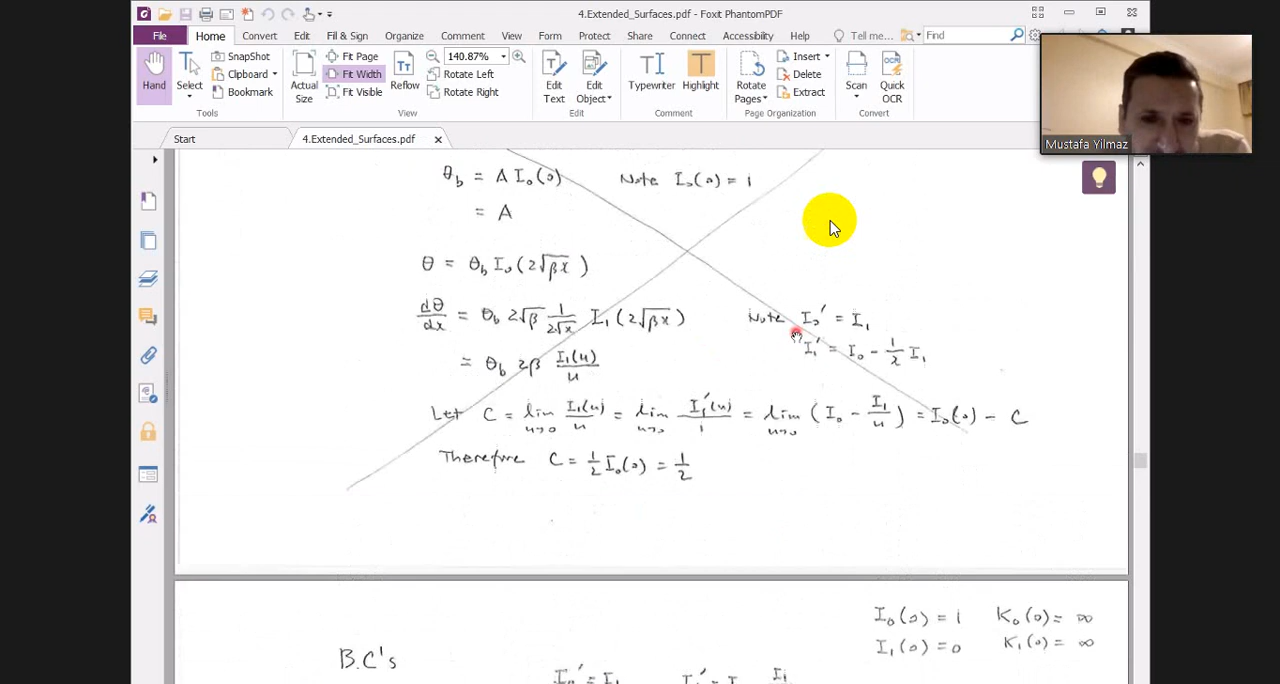 4.Extended_Surfaces.pdf - Foxit PhantomPDF
File Home Convert Edit Fill & Sign Organize Comment View Form Protect Share Connect Accessibility Help Tell me... Find
Hand Select SnapShot Clipboard Bookmark Actual Size Fit Page Fit Width Fit Visible Reflow 140.87% Rotate Left Rotate Right Edit Text Edit Object Typewriter Highlight Rotate Pages Insert Delete Extract Scan Quick OCR
Tools View Edit Comment Page Organization Convert
Mustafa Yilmaz
Start 4.Extended_Surfaces.pdf
θb = A I₀(0) Note I₀(0) = 1
= A
θ = θb I₀(2√βx)
dθ/dx = θb 2√β 1/(2√x) I₁(2√βx) Note I₀' = I₁
I₁' = I₀ - 1/x I₁
= θb 2β I₁(u)/u
Let C = lim u→0 I₁(u)/u = lim u→0 I₁'(u)/1 = lim u→0 (I₀ - I₁/u) = I₀(0) - C
Therefore C = 1/2 I₀(0) = 1/2
I₀(0) = 1 K₀(0) = ∞
I₁(0) = 0 K₁(0) = ∞
B.C's